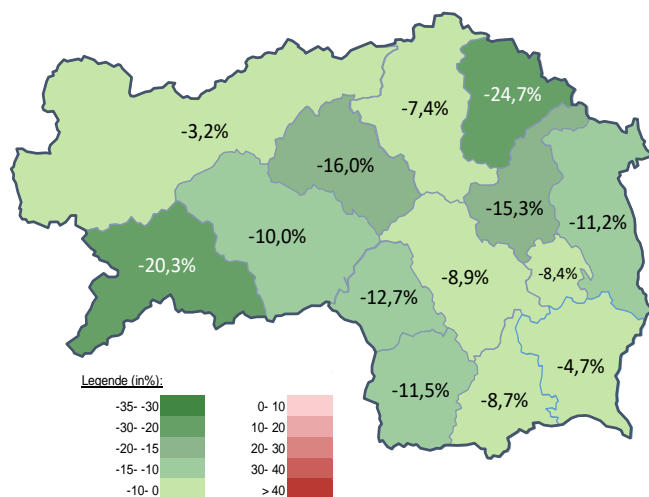 -24,7%
-7,4%
-3,2%
-16,0%
-15,3%
-11,2%
-10,0%
-20,3%
-8,9%
-8,4%
-12,7%
-4,7%
-11,5%
-8,7%
Legende (in%):
-35- -30 0- 10
-30- -20 10- 20
-20- -15 20- 30
-15- -10 30- 40
-10- 0 > 40